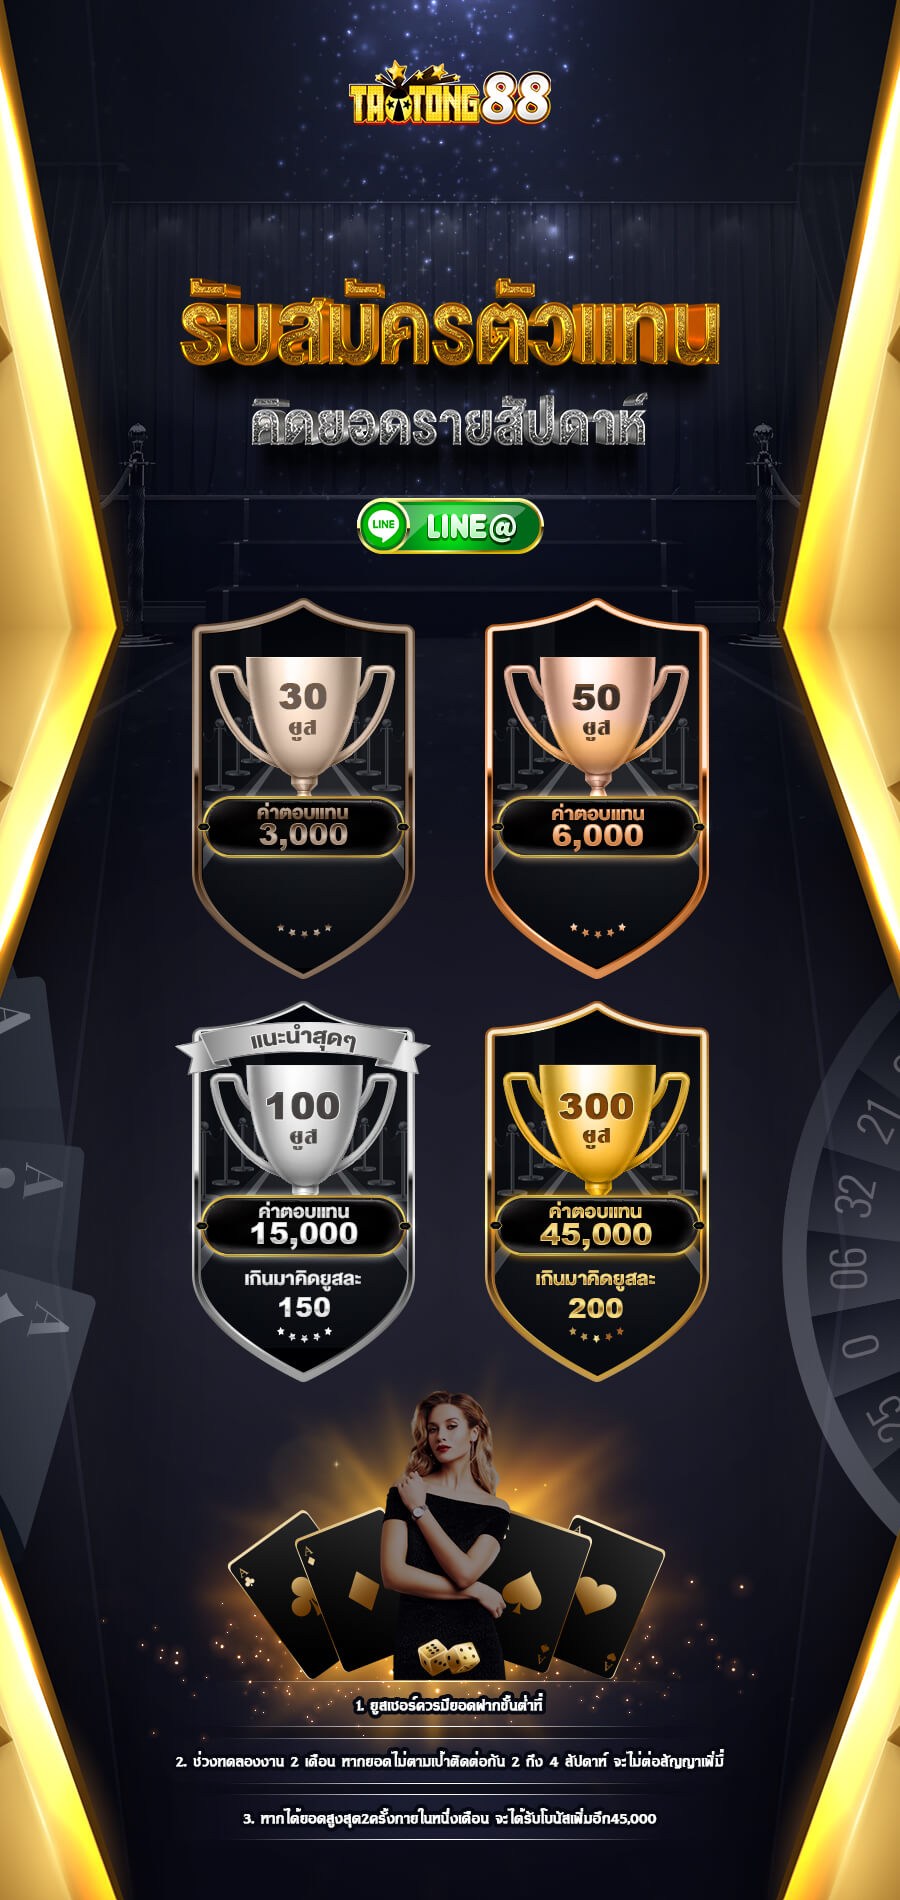 TAOTONG88
รับสมัครตัวแทน
คิดยอดรายสัปดาห์
LINE LINE@
30
ยูส
ค่าตอบแทน
3,000
50
ยูส
ค่าตอบแทน
6,000
แนะนำสุดๆ
100
ยูส
ค่าตอบแทน
15,000
เกินมาคิดยูสละ
150
300
ยูส
ค่าตอบแทน
45,000
เกินมาคิดยูสละ
200
A
A
A
21
32
06
0
25
A
A
A
A
1. ยูสเซอร์ควรมียอดฝากขั้นต่ำที่
2. ช่วงทดลองงาน 2 เดือน หากยอดไม่ตามเป้าติดต่อกัน 2 ถึง 4 สัปดาห์ จะไม่ต่อสัญญาเพิ่มี่
3. หากได้ยอดสูงสุด2ครั้งภายในหนึ่งเดือน จะได้รับโบนัสเพิ่มอีก45,000